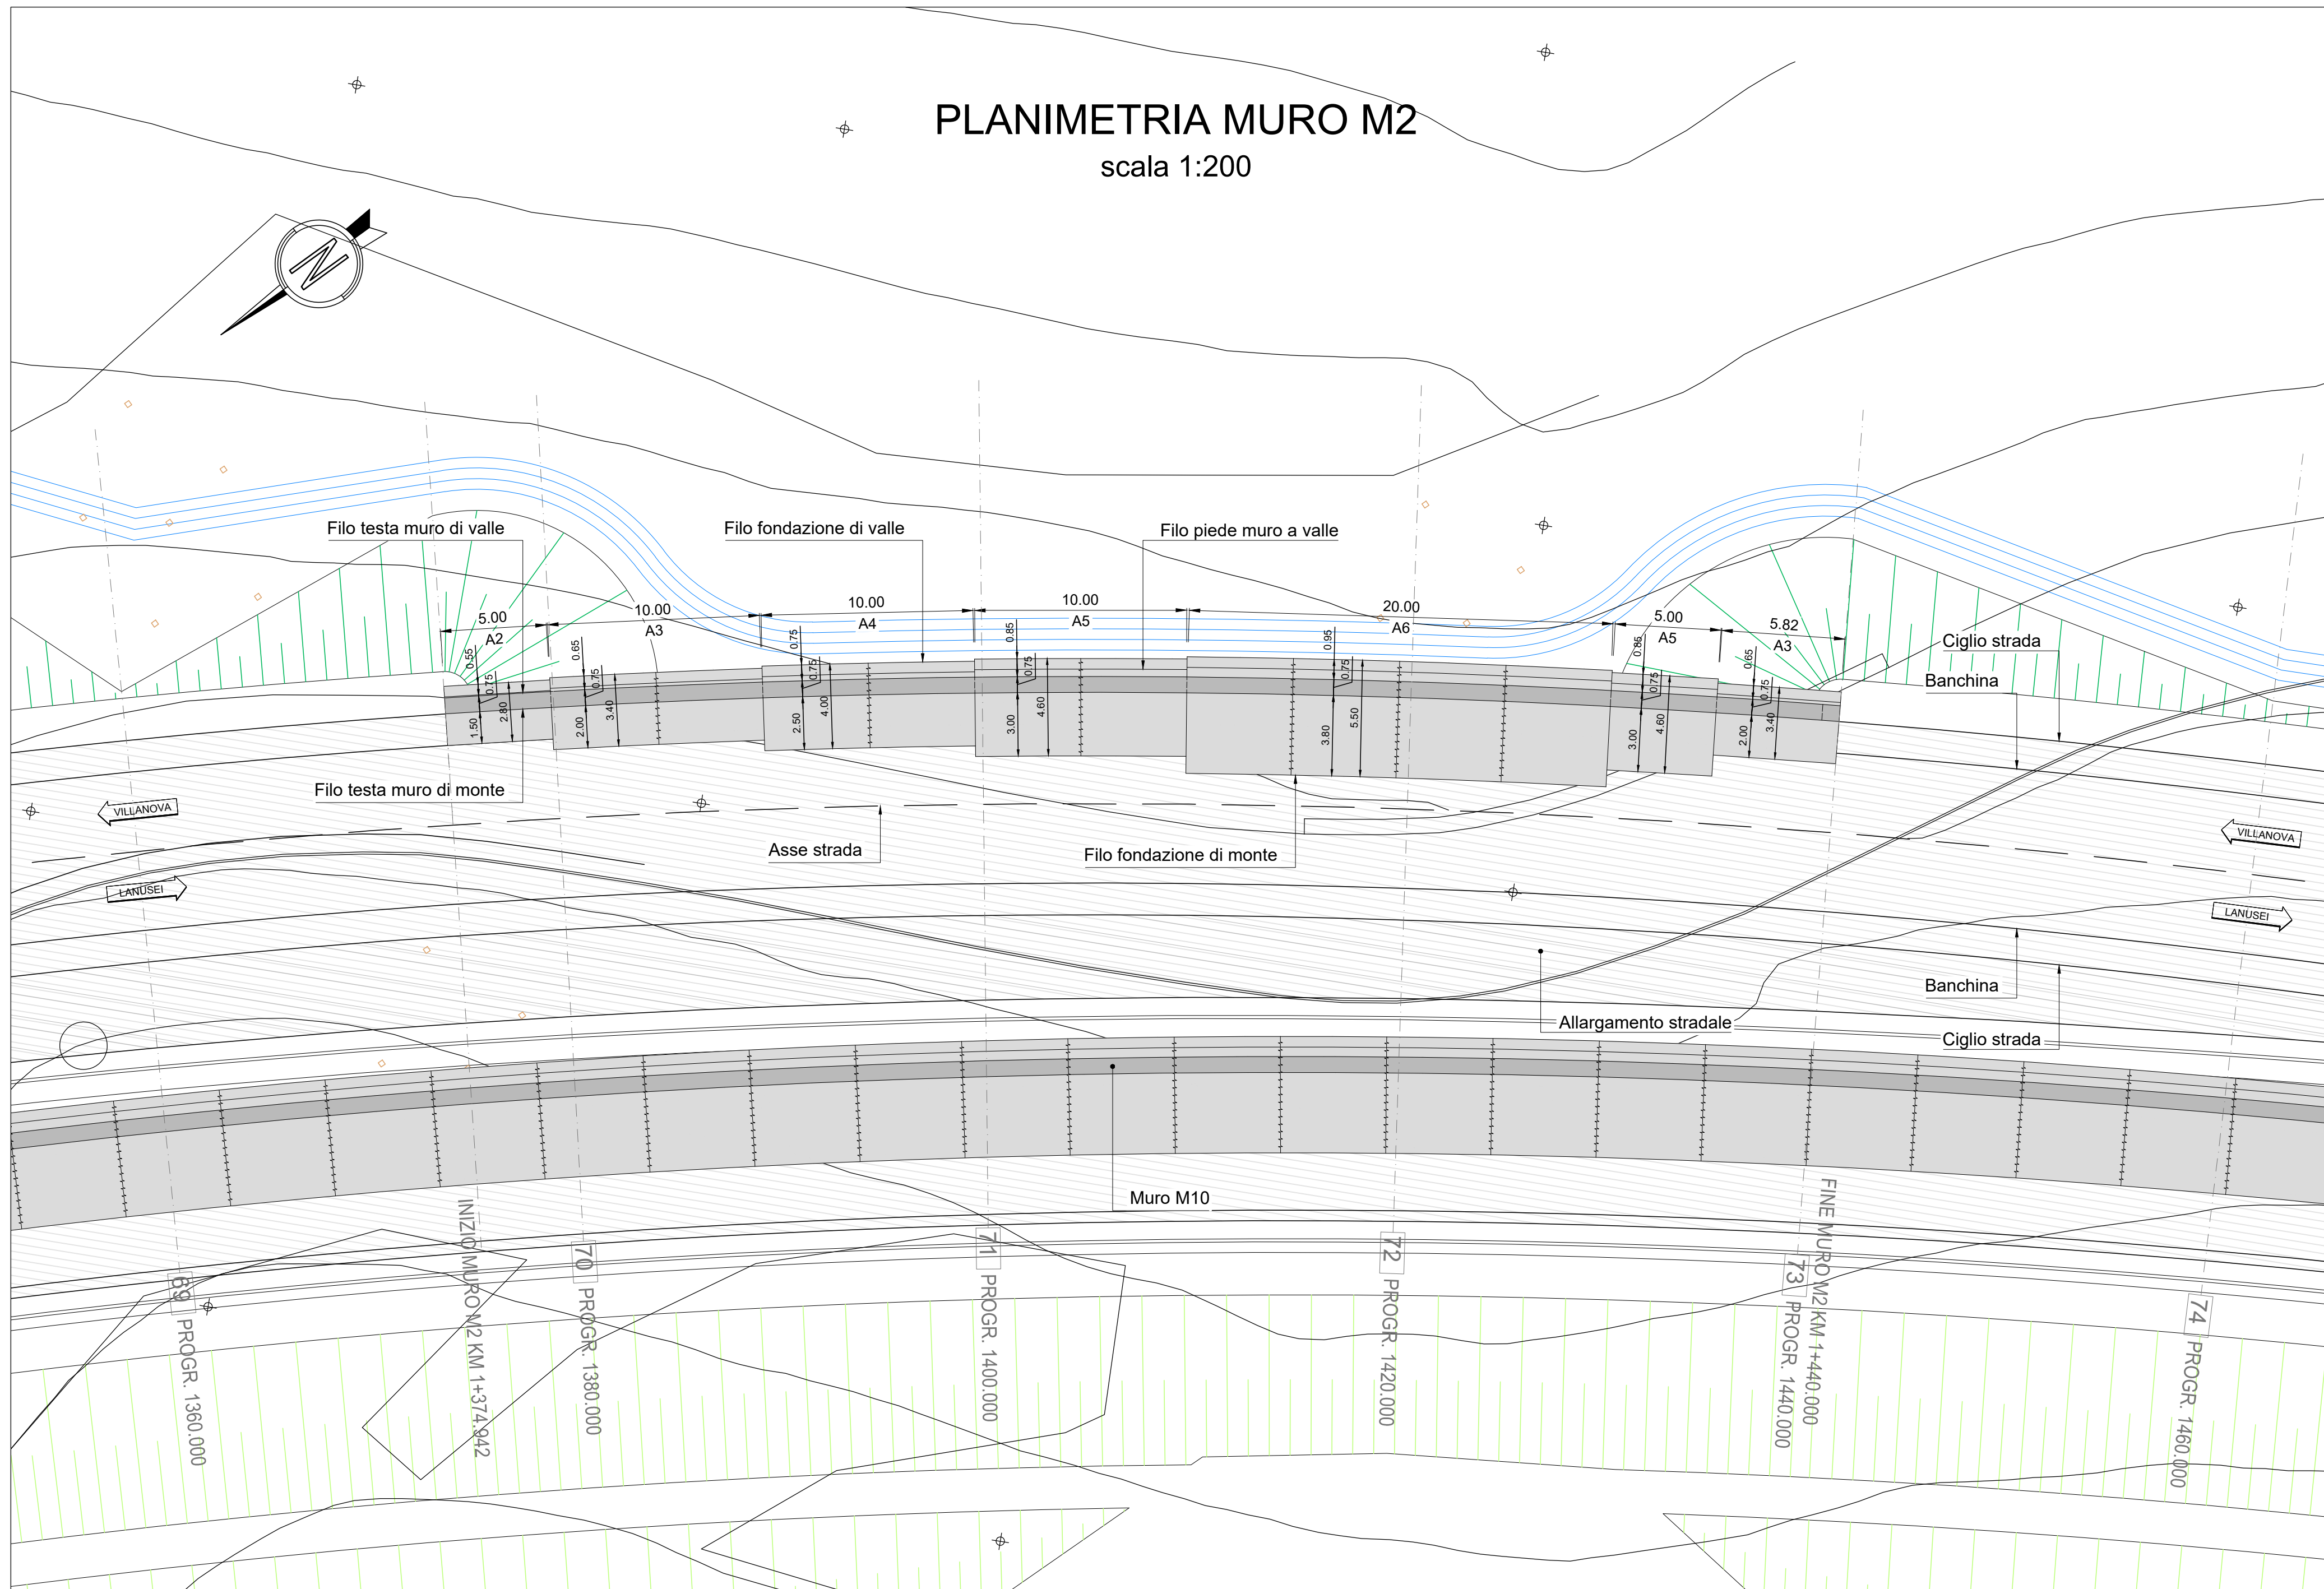 PLANIMETRIA MURO M2
scala 1:200
N
Filo testa muro di valle
Filo fondazione di valle
Filo piede muro a valle
5.00
A2
10.00
A3
10.00
A4
10.00
A5
20.00
A6
5.00
A5
5.82
A3
0.55
0.75
1.50
2.80
0.65
0.75
2.00
3.40
0.75
0.75
2.50
4.00
0.85
0.75
3.00
4.60
0.95
0.75
3.80
5.50
0.85
0.75
3.00
4.60
0.65
0.75
2.00
3.40
Ciglio strada
Banchina
Filo testa muro di monte
VILLANOVA
VILLANOVA
Asse strada
Filo fondazione di monte
LANUSEI
LANUSEI
Banchina
Allargamento stradale
Ciglio strada
Muro M10
69 PROGR. 1360.000
INIZIO MURO M2 KM 1+374.942
70 PROGR. 1380.000
71 PROGR. 1400.000
72 PROGR. 1420.000
73 PROGR. 1440.000
FINE MURO M2 KM 1+440.000
74 PROGR. 1460.000